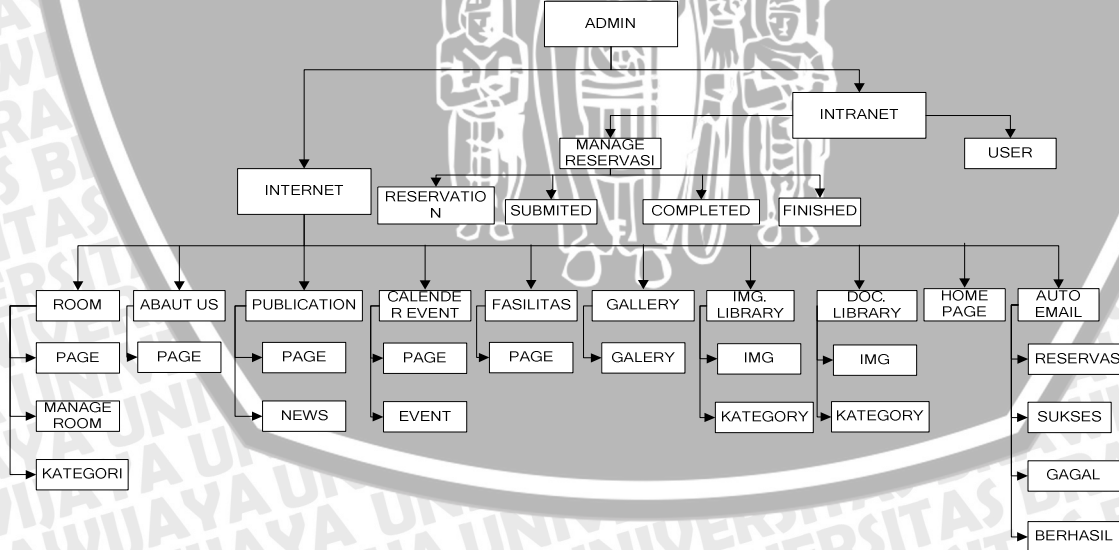 ADMIN
INTRANET
MANAGE
RESERVASI
USER
INTERNET
RESERVATIO
N
SUBMITED
COMPLETED
FINISHED
ROOM
ABAUT US
PUBLICATION
CALENDE
R EVENT
FASILITAS
GALLERY
IMG.
LIBRARY
DOC.
LIBRARY
HOME
PAGE
AUTO
EMAIL
PAGE
PAGE
PAGE
PAGE
PAGE
GALERY
IMG
IMG
RESERVAS
MANAGE
ROOM
NEWS
EVENT
KATEGORY
KATEGORY
SUKSES
KATEGORI
GAGAL
BERHASIL